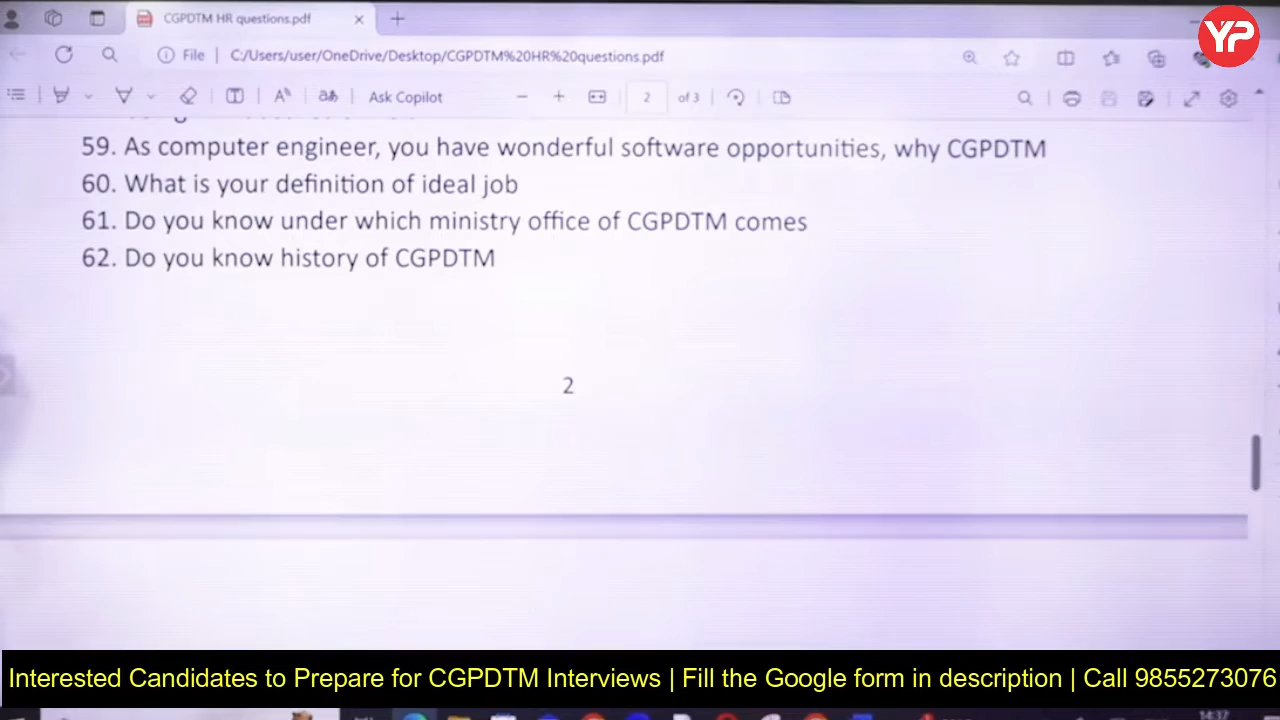 CGPDTM HR questions.pdf
YP
File
C:/Users/user/OneDrive/Desktop/CGPDTM%20HR%20questions.pdf
Ask Copilot
2 of 3
59. As computer engineer, you have wonderful software opportunities, why CGPDTM
60. What is your definition of ideal job
61. Do you know under which ministry office of CGPDTM comes
62. Do you know history of CGPDTM
2
Interested Candidates to Prepare for CGPDTM Interviews | Fill the Google form in description | Call 9855273076
14:37